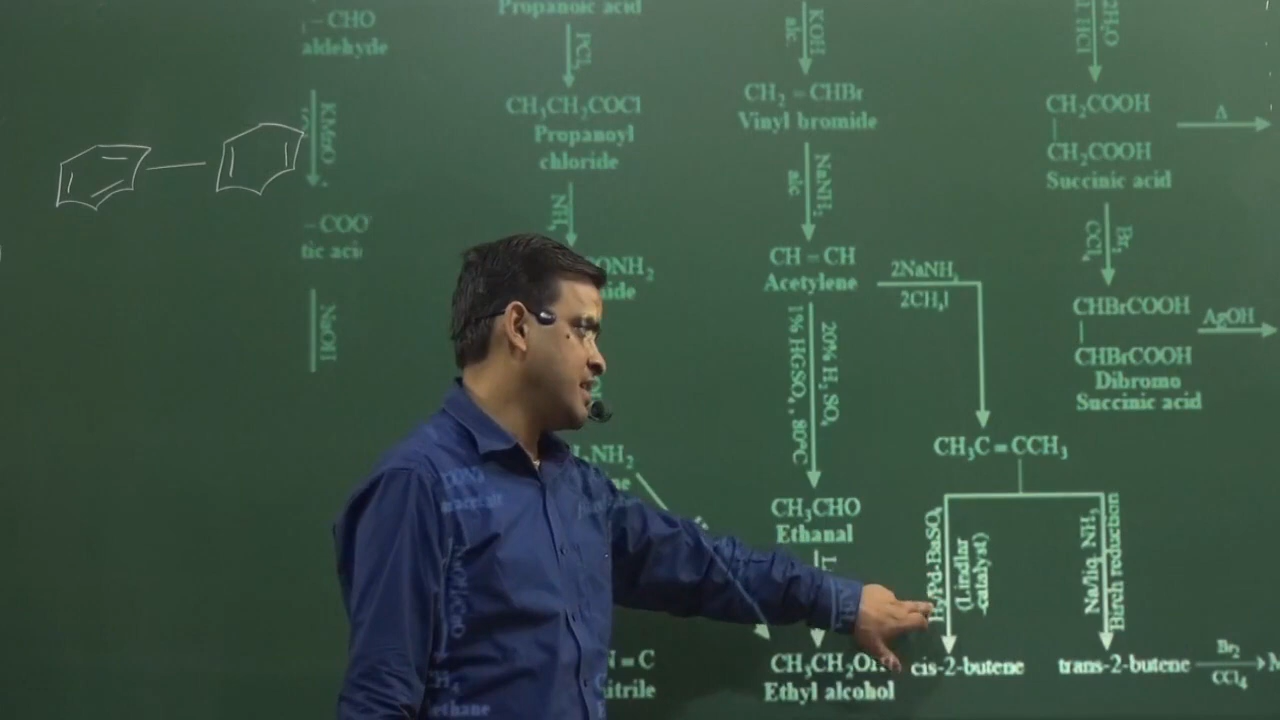 – CHO
aldehyde
KMnO₄
– COO
tic acid
NaOH
Propanoic acid
PCl₅
CH₃CH₂COCl
Propanoyl
chloride
NH₃
ONH₂
ide
NH₂
ne
N = C
itrile
ethane
KOH
alc.
CH₂ = CHBr
Vinyl bromide
NaNH₂
alc
CH = CH
Acetylene
1% HGSO₄, 80°C
20% H₂SO₄
CH₃CHO
Ethanal
L
CH₃CH₂OH
Ethyl alcohol
2NaNH₂
2CH₃I
CH₃C = CCH₃
H₂/Pd-BaSO₄
(Lindlar
-catalyst)
Na/liq. NH₃
Birch reduction
cis-2-butene
trans-2-butene
Br₂
CCl₄
M
2H₂O
HCl
CH₂COOH
|
CH₂COOH
Succinic acid
Δ
Br₂
CCl₄
CHBrCOOH
|
CHBrCOOH
Dibromo
Succinic acid
AgOH